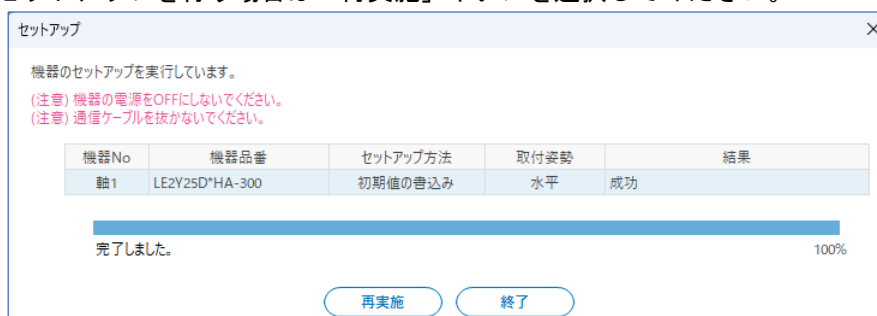 セットアップ
×
機器のセットアップを実行しています。
(注意) 機器の電源をOFFにしないでください。
(注意) 通信ケーブルを抜かないでください。
機器No 機器品番 セットアップ方法 取付姿勢 結果
軸1 LE2Y25D*HA-300 初期値の書込み 水平 成功
完了しました。 100%
再実施 終了